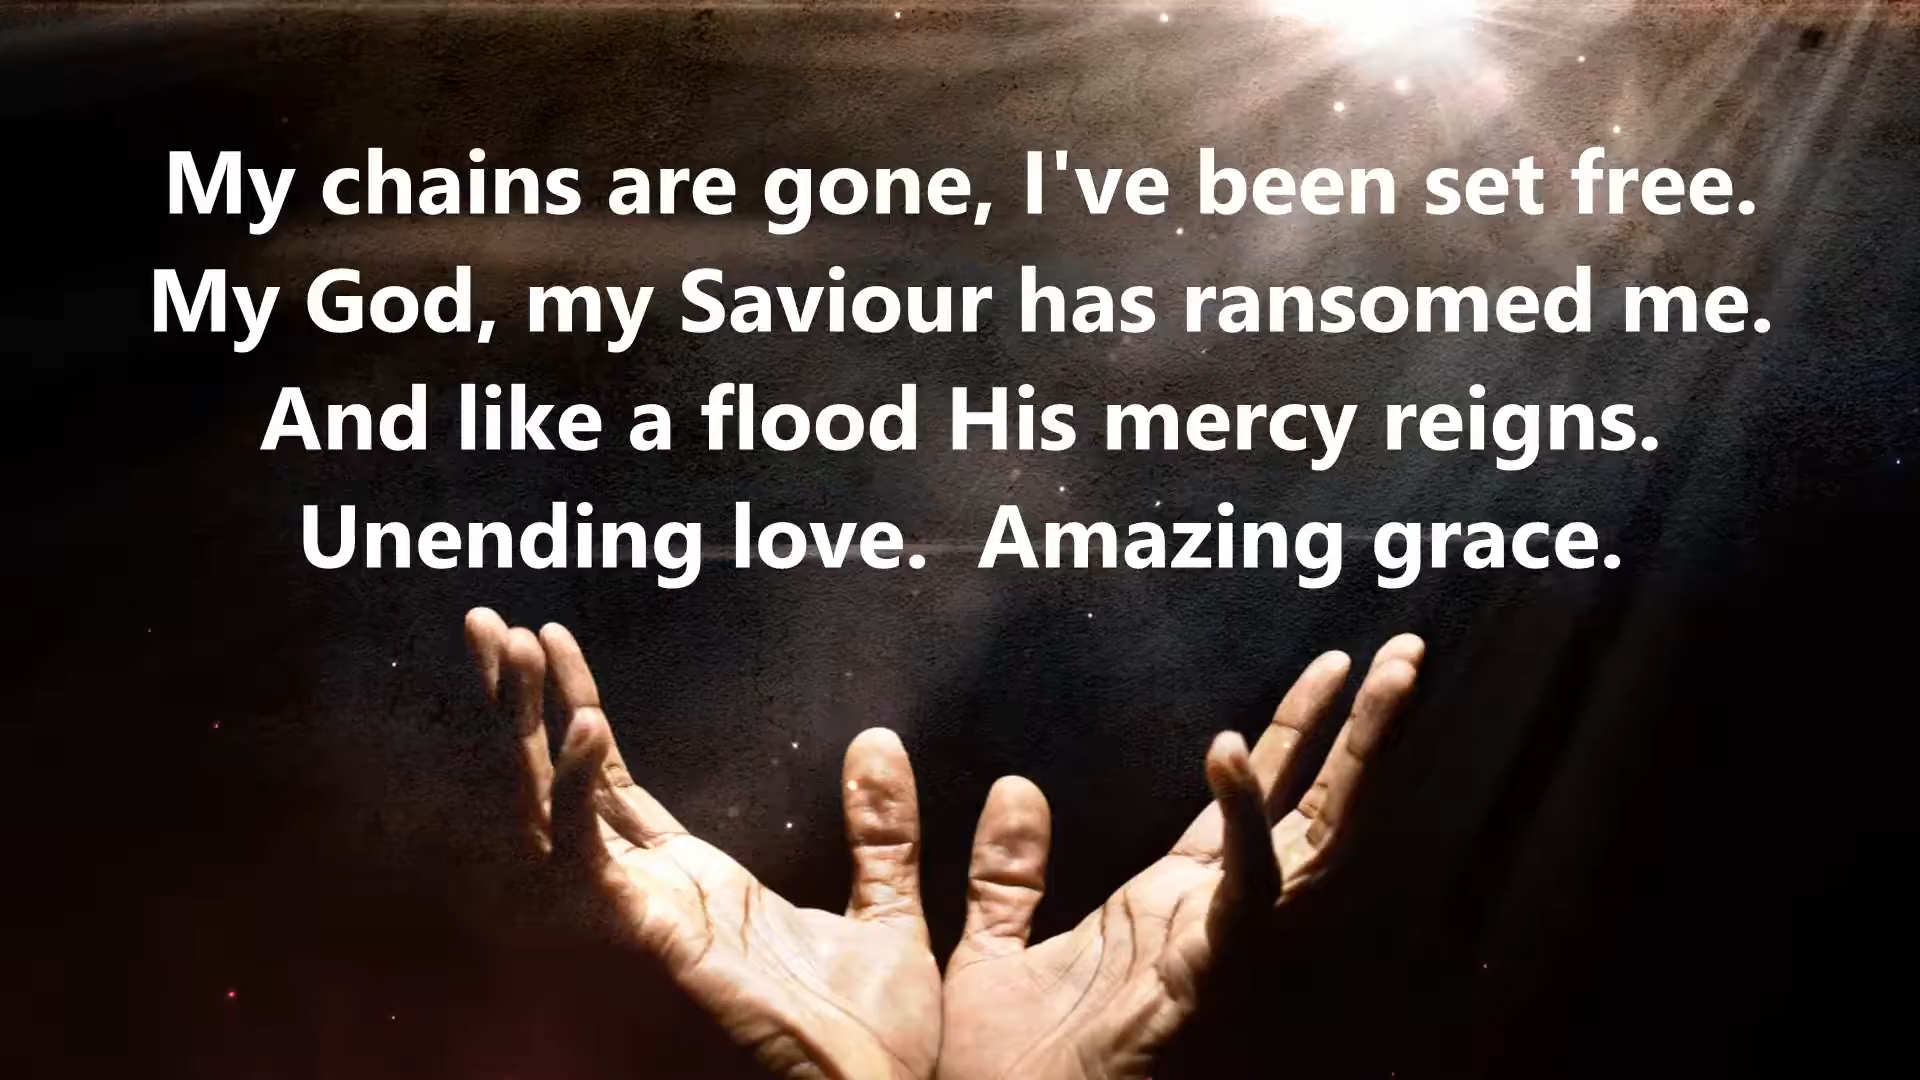 My chains are gone, I've been set free.
My God, my Saviour has ransomed me.
And like a flood His mercy reigns.
Unending love.  Amazing grace.